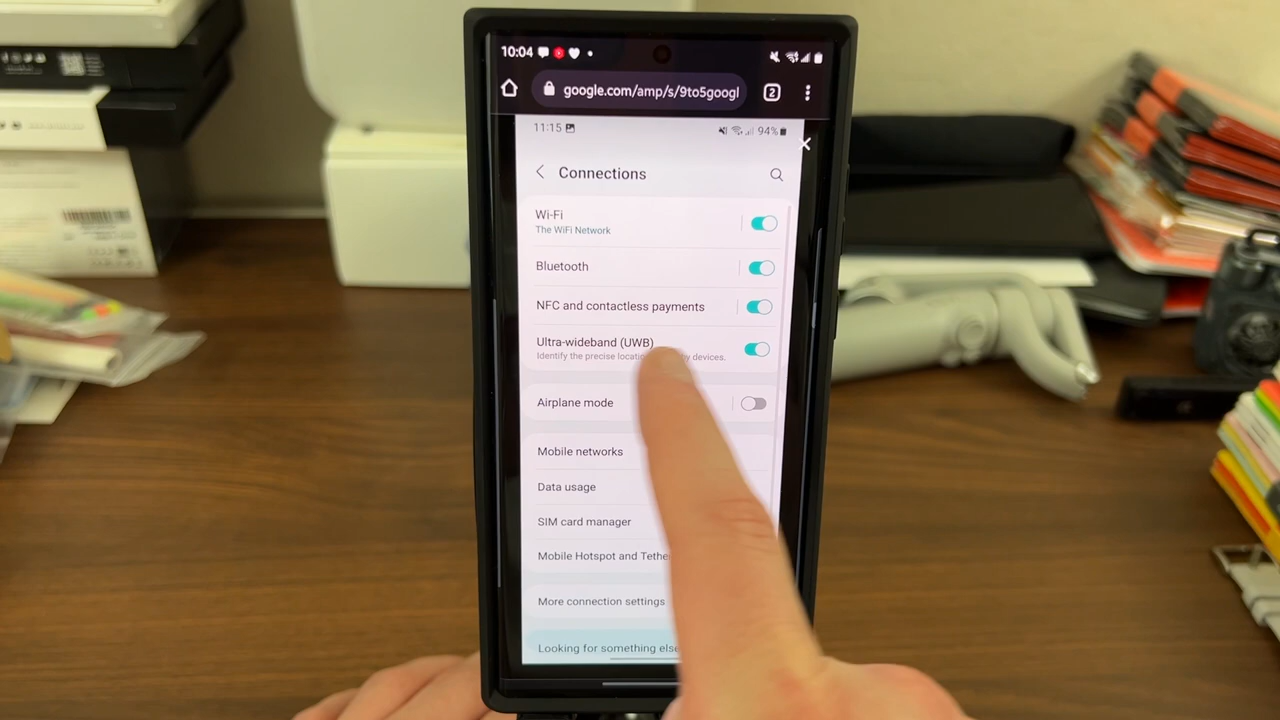 10:04
google.com/amp/s/9to5googl
2
11:15
94%
Connections
Wi-Fi
The WiFi Network
Bluetooth
NFC and contactless payments
Ultra-wideband (UWB)
Identify the precise devices.
Airplane mode
Mobile networks
Data usage
SIM card manager
Mobile Hotspot and
More connection settings
Looking for something else